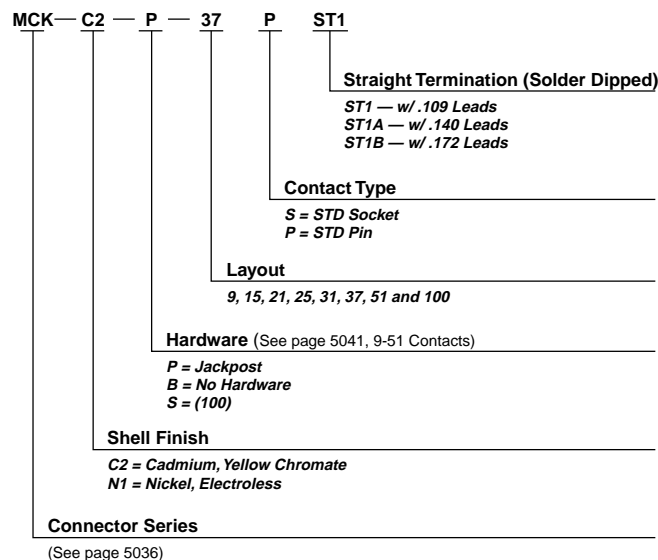 MCK — C2 — P — 37 P ST1
Straight Termination (Solder Dipped)
ST1 — w/ .109 Leads
ST1A — w/ .140 Leads
ST1B — w/ .172 Leads
Contact Type
S = STD Socket
P = STD Pin
Layout
9, 15, 21, 25, 31, 37, 51 and 100
Hardware (See page 5041, 9-51 Contacts)
P = Jackpost
B = No Hardware
S = (100)
Shell Finish
C2 = Cadmium, Yellow Chromate
N1 = Nickel, Electroless
Connector Series
(See page 5036)